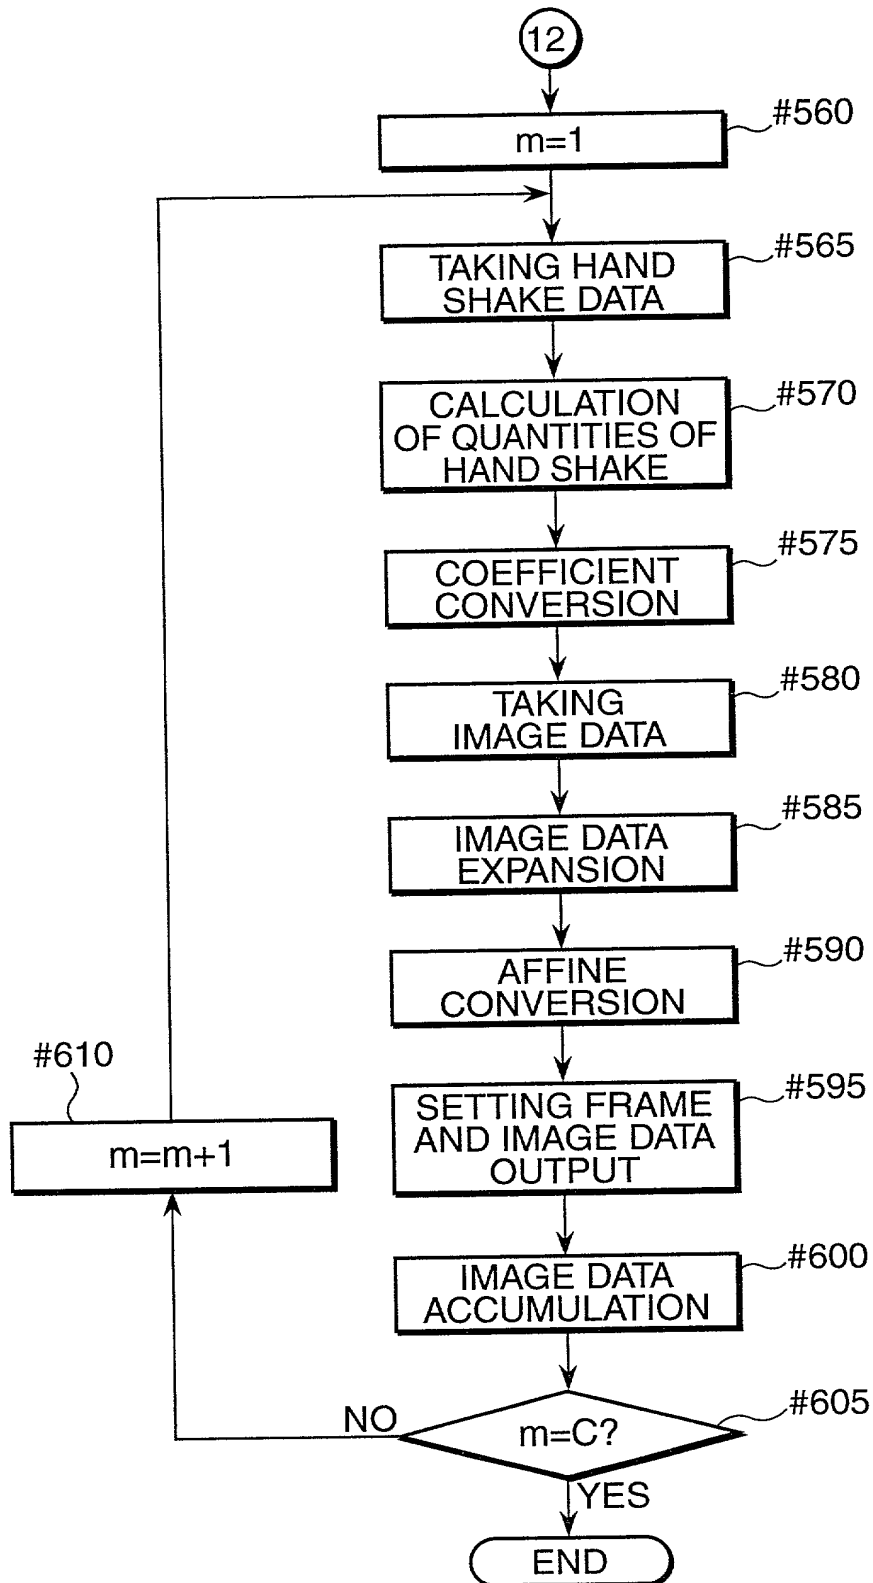 12
#560
m=1
#565
TAKING HAND
SHAKE DATA
#570
CALCULATION
OF QUANTITIES OF
HAND SHAKE
#575
COEFFICIENT
CONVERSION
#580
TAKING
IMAGE DATA
#585
IMAGE DATA
EXPANSION
#590
AFFINE
CONVERSION
#610
m=m+1
#595
SETTING FRAME
AND IMAGE DATA
OUTPUT
#600
IMAGE DATA
ACCUMULATION
#605
NO
m=C?
YES
END